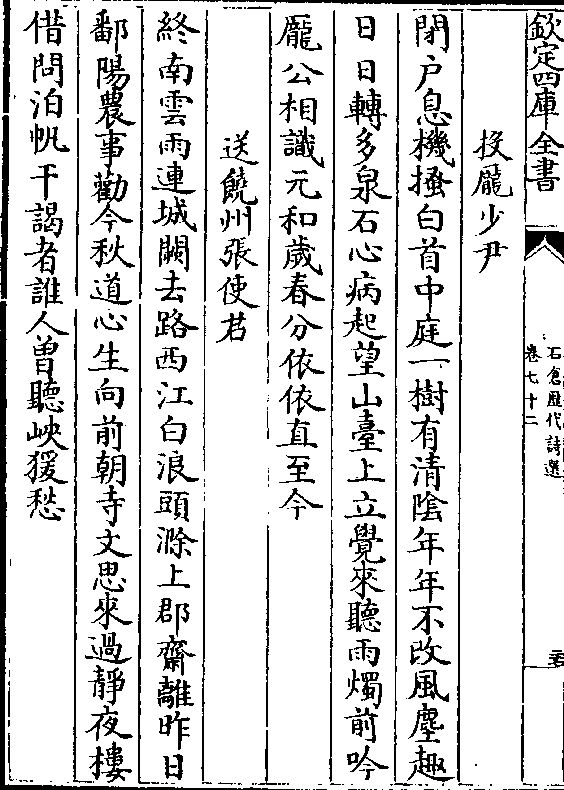 欽定四庫全書
石倉歷代詩選
卷七十二
投龐少尹
閉户息機搔白首中庭一樹有清陰年年不改風塵趣
日日轉多泉石心病起望山臺上立覺來聽雨燭前吟
龐公相識元和歲春分依依直至今
送饒州張使君
終南雲雨連城闕去路西江白浪頭滁上郡齋離昨日
鄱陽農事勸今秋道心生向前朝寺文思來過靜夜樓
借問泊帆干謁者誰人曾聽峽猨愁